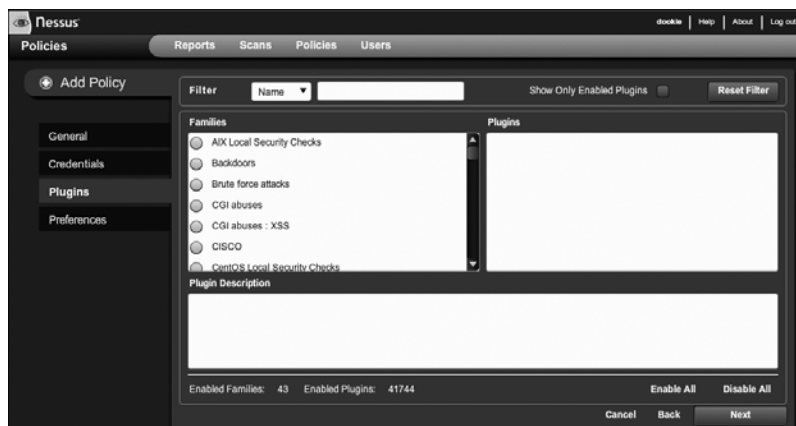 Nessus
dookie | Help | About | Log out
Policies
Reports Scans Policies Users
Add Policy
General
Credentials
Plugins
Preferences
Filter Name Show Only Enabled Plugins Reset Filter
Families Plugins
AIX Local Security Checks
Backdoors
Brute force attacks
CGI abuses
CGI abuses : XSS
CISCO
CentOS Local Security Checks
Plugin Description
Enabled Families: 43 Enabled Plugins: 41744 Enable All Disable All
Cancel Back Next